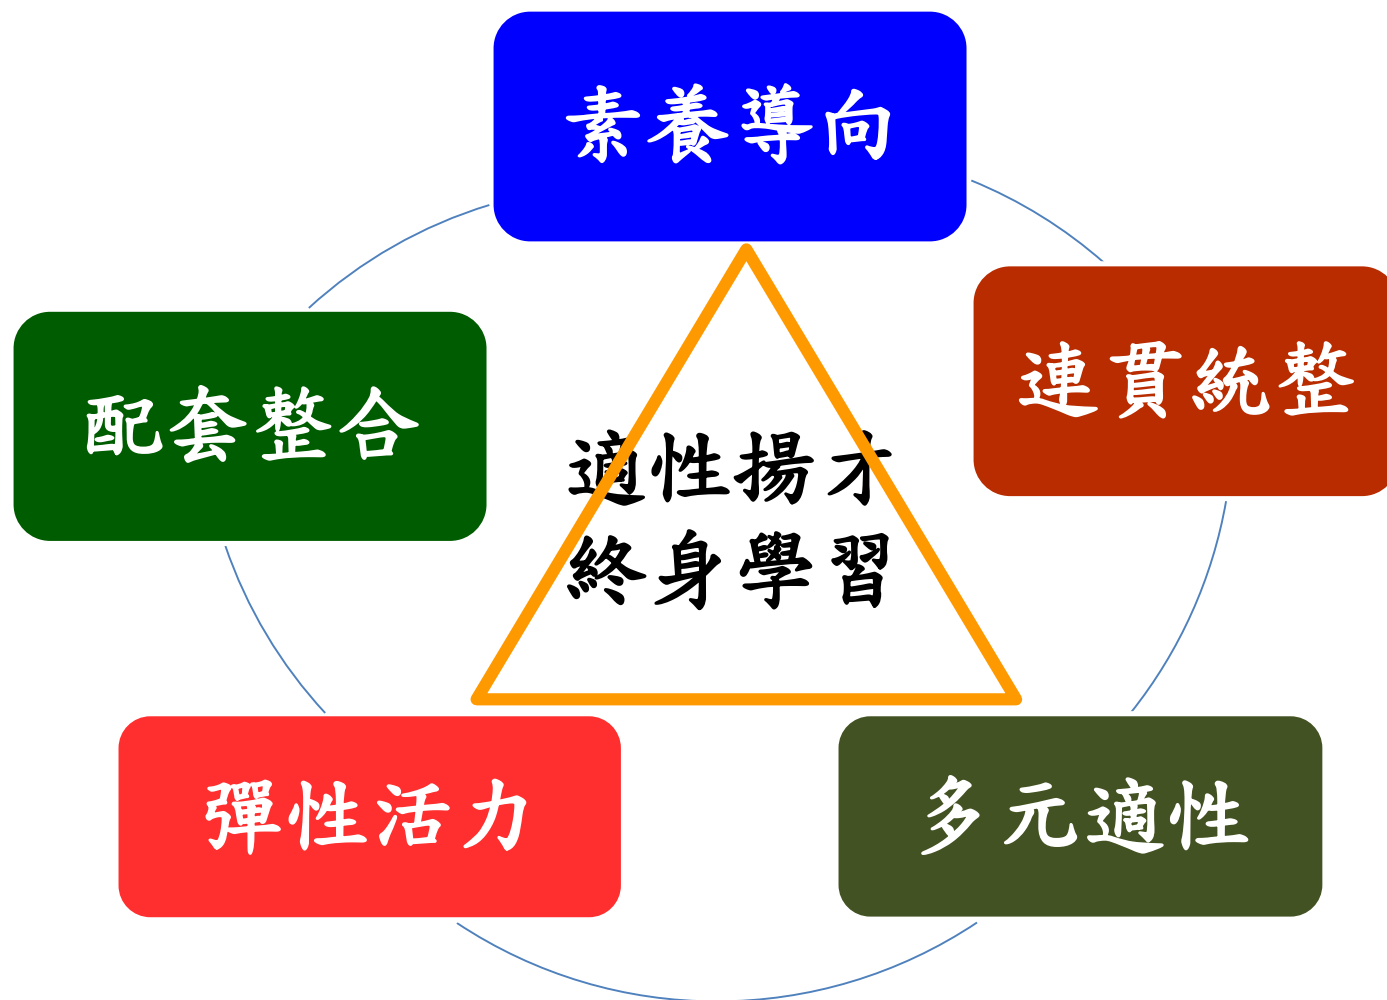 素養導向
連貫統整
配套整合
適性揚才
終身學習
彈性活力
多元適性